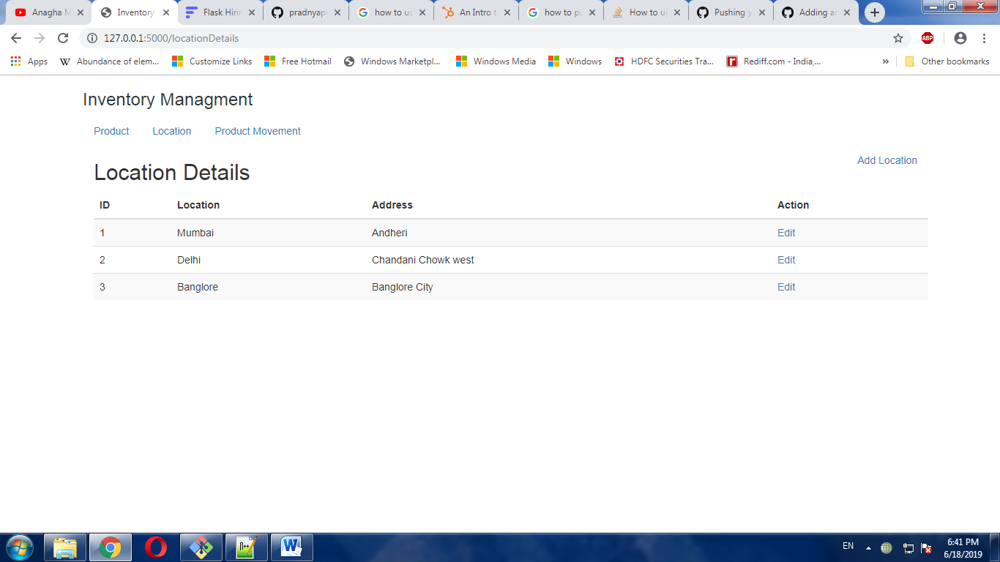 Anagha M
Inventory
Flask Hirin
pradnyap
how to us
An Intro t
how to pu
How to u
Pushing y
Adding a
127.0.0.1:5000/locationDetails
ABP
Apps
W Abundance of elem...
Customize Links
Free Hotmail
Windows Marketpl...
Windows Media
Windows
HDFC Securities Tra...
Rediff.com - India,...
»
Other bookmarks
Inventory Managment
Product Location Product Movement
Add Location
Location Details
ID Location Address Action
1 Mumbai Andheri Edit
2 Delhi Chandani Chowk west Edit
3 Banglore Banglore City Edit
EN
6:41 PM
6/18/2019